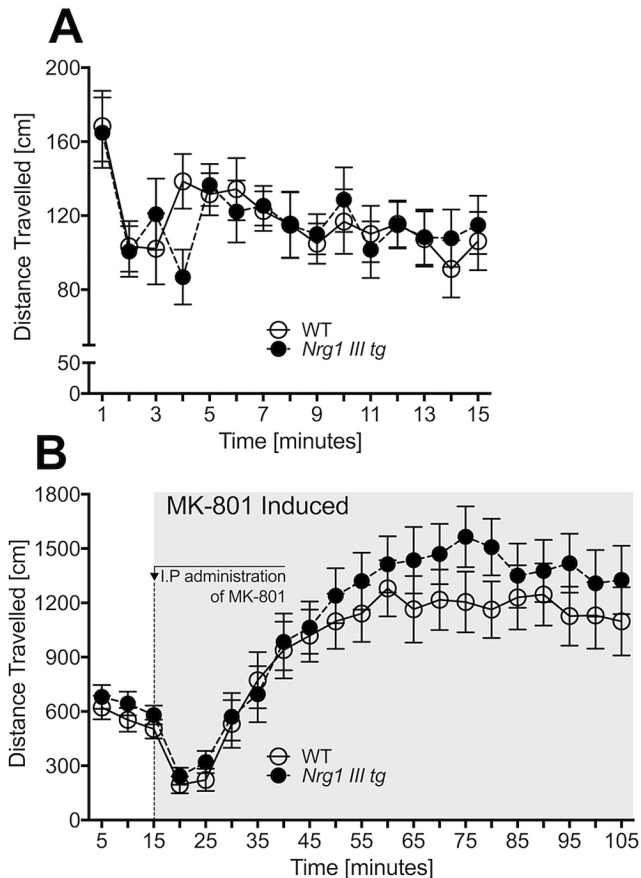 A
Distance Travelled [cm]
200
160
120
80
50
0
WT
Nrg1 III tg
1 3 5 7 9 11 13 15
Time [minutes]
B
Distance Travelled [cm]
1800
1500
1200
900
600
300
0
MK-801 Induced
I.P administration
of MK-801
WT
Nrg1 III tg
5 15 25 35 45 55 65 75 85 95 105
Time [minutes]